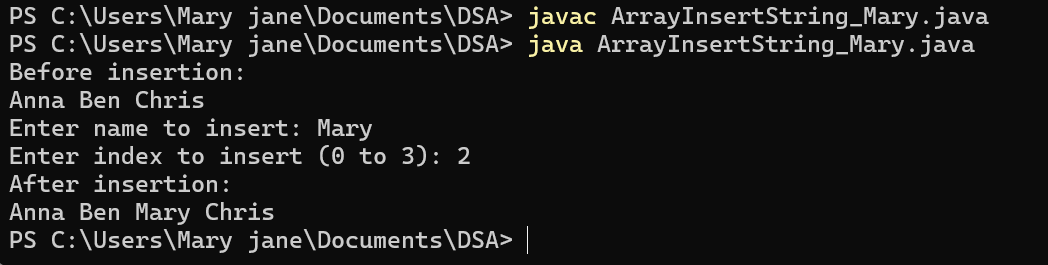 PS C:\Users\Mary jane\Documents\DSA> javac ArrayInsertString_Mary.java
PS C:\Users\Mary jane\Documents\DSA> java ArrayInsertString_Mary.java
Before insertion:
Anna Ben Chris
Enter name to insert: Mary
Enter index to insert (0 to 3): 2
After insertion:
Anna Ben Mary Chris
PS C:\Users\Mary jane\Documents\DSA>